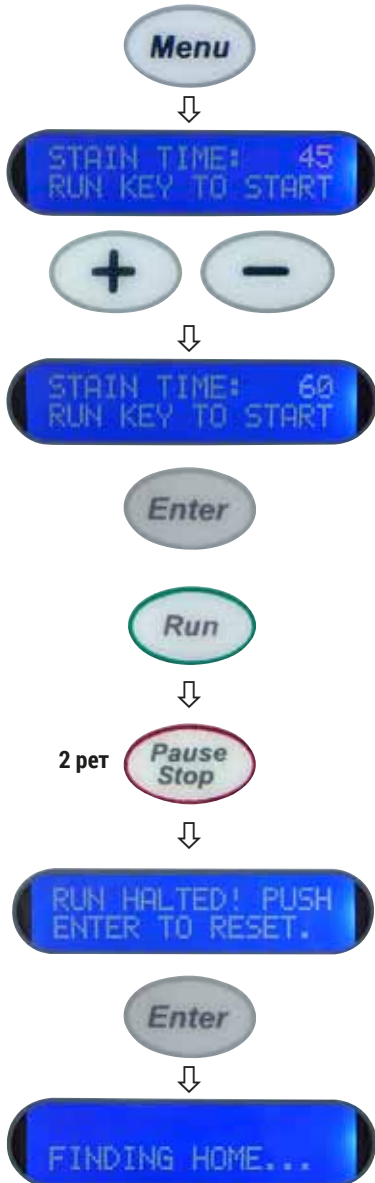 Menu
STAIN TIME: 45
RUN KEY TO START
+ −
STAIN TIME: 60
RUN KEY TO START
Enter
Run
2 рет
Pause
Stop
RUN HALTED! PUSH
ENTER TO RESET.
Enter
FINDING HOME...